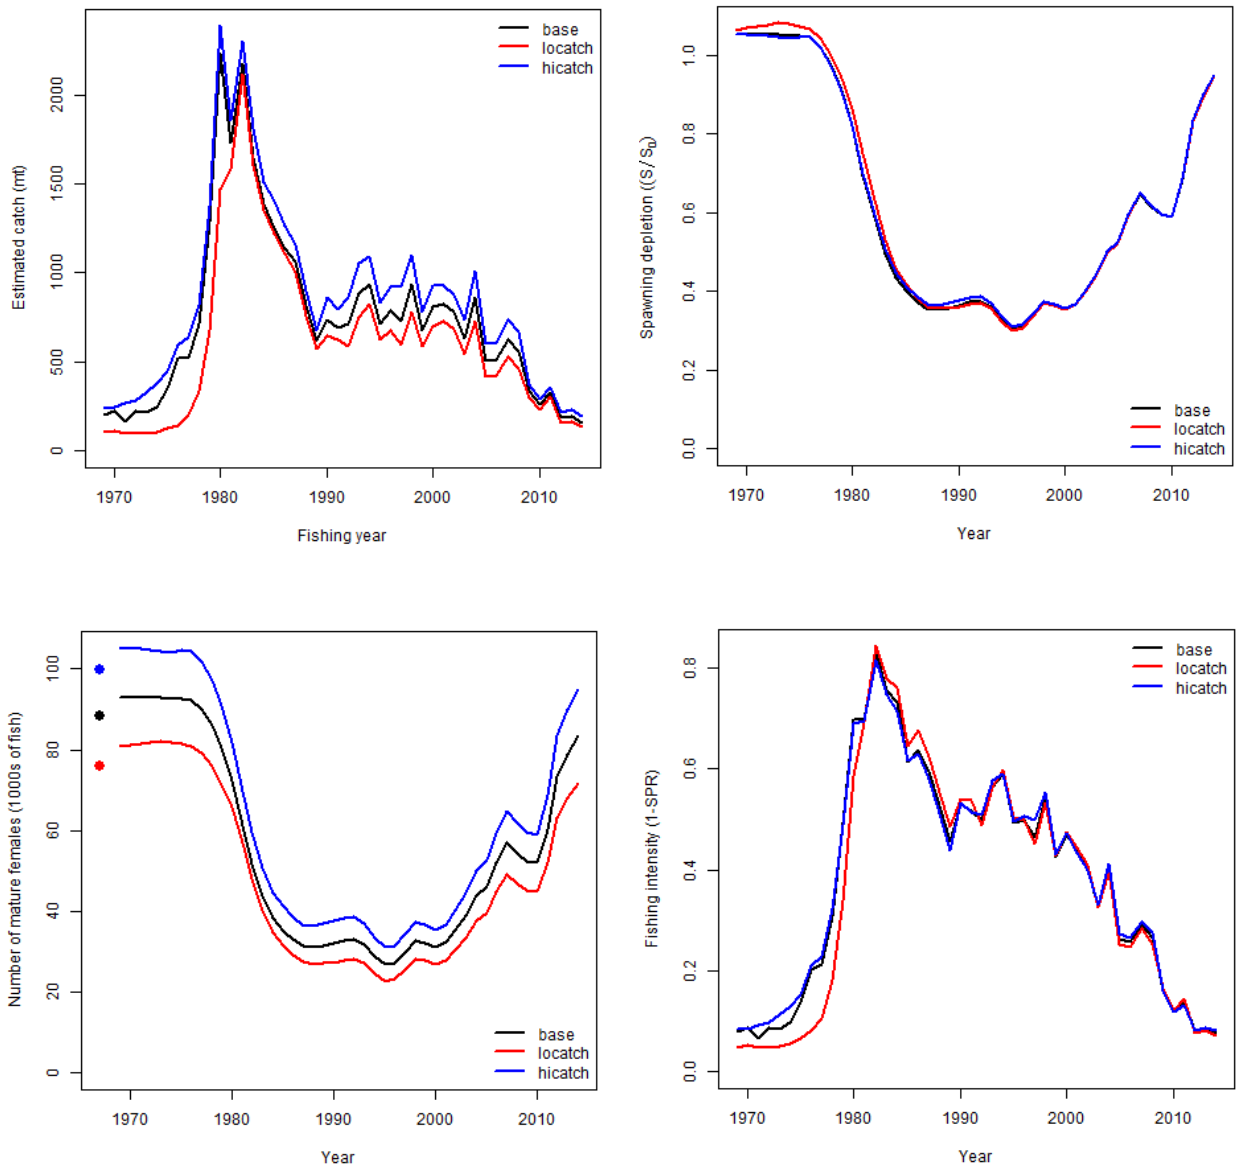 base
locatch
hicatch
Estimated catch (mt)
0 500 1000 1500 2000
1970 1980 1990 2000 2010
Fishing year
Spawning depletion ((S / S0)
0.0 0.2 0.4 0.6 0.8 1.0
base
locatch
hicatch
1970 1980 1990 2000 2010
Year
Number of mature females (1000s of fish)
0 20 40 60 80 100
base
locatch
hicatch
1970 1980 1990 2000 2010
Year
base
locatch
hicatch
Fishing intensity (1-SPR)
0.0 0.2 0.4 0.6 0.8
1970 1980 1990 2000 2010
Year